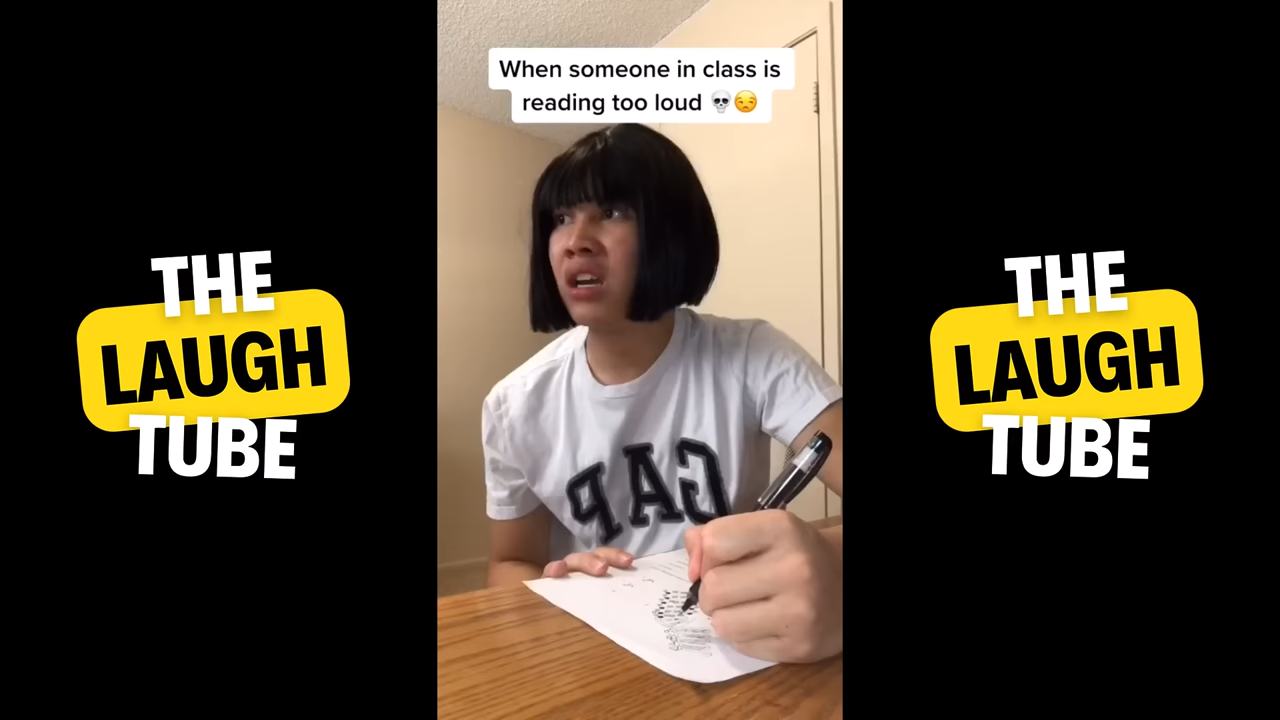 When someone in class is
reading too loud 💀😒
THE
LAUGH
TUBE
GAP
THE
LAUGH
TUBE